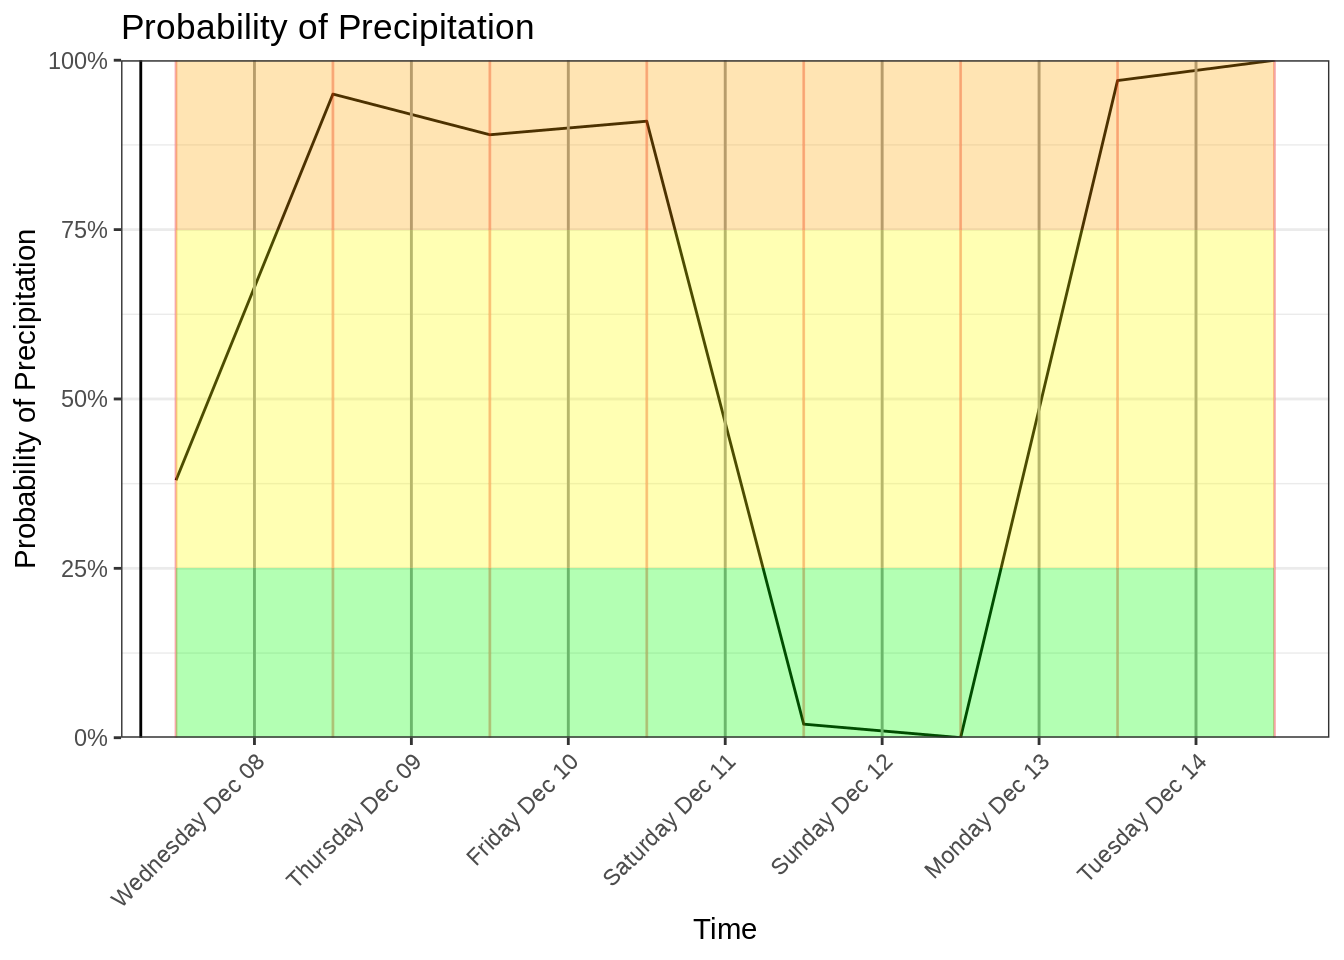 Probability of Precipitation
Probability of Precipitation
100%
75%
50%
25%
0%
Wednesday Dec 08
Thursday Dec 09
Friday Dec 10
Saturday Dec 11
Sunday Dec 12
Monday Dec 13
Tuesday Dec 14
Time